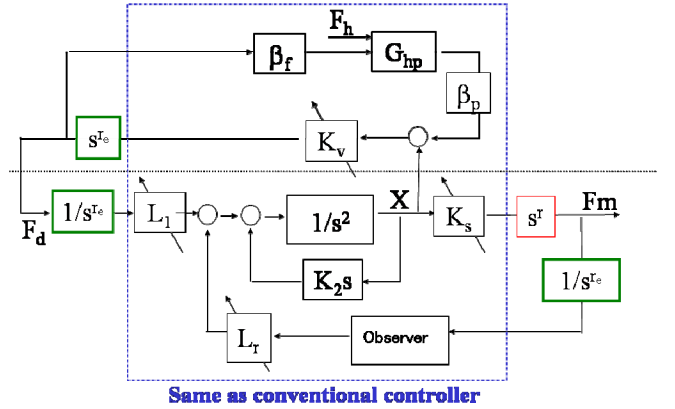 F_h
β_f
G_hp
β_p
s^r_e
K_v
X
Fm
1/s^r_e
L_1
1/s^2
K_s
s^r
F_d
K_2s
1/s^r_e
L_r
Observer
Same as conventional controller